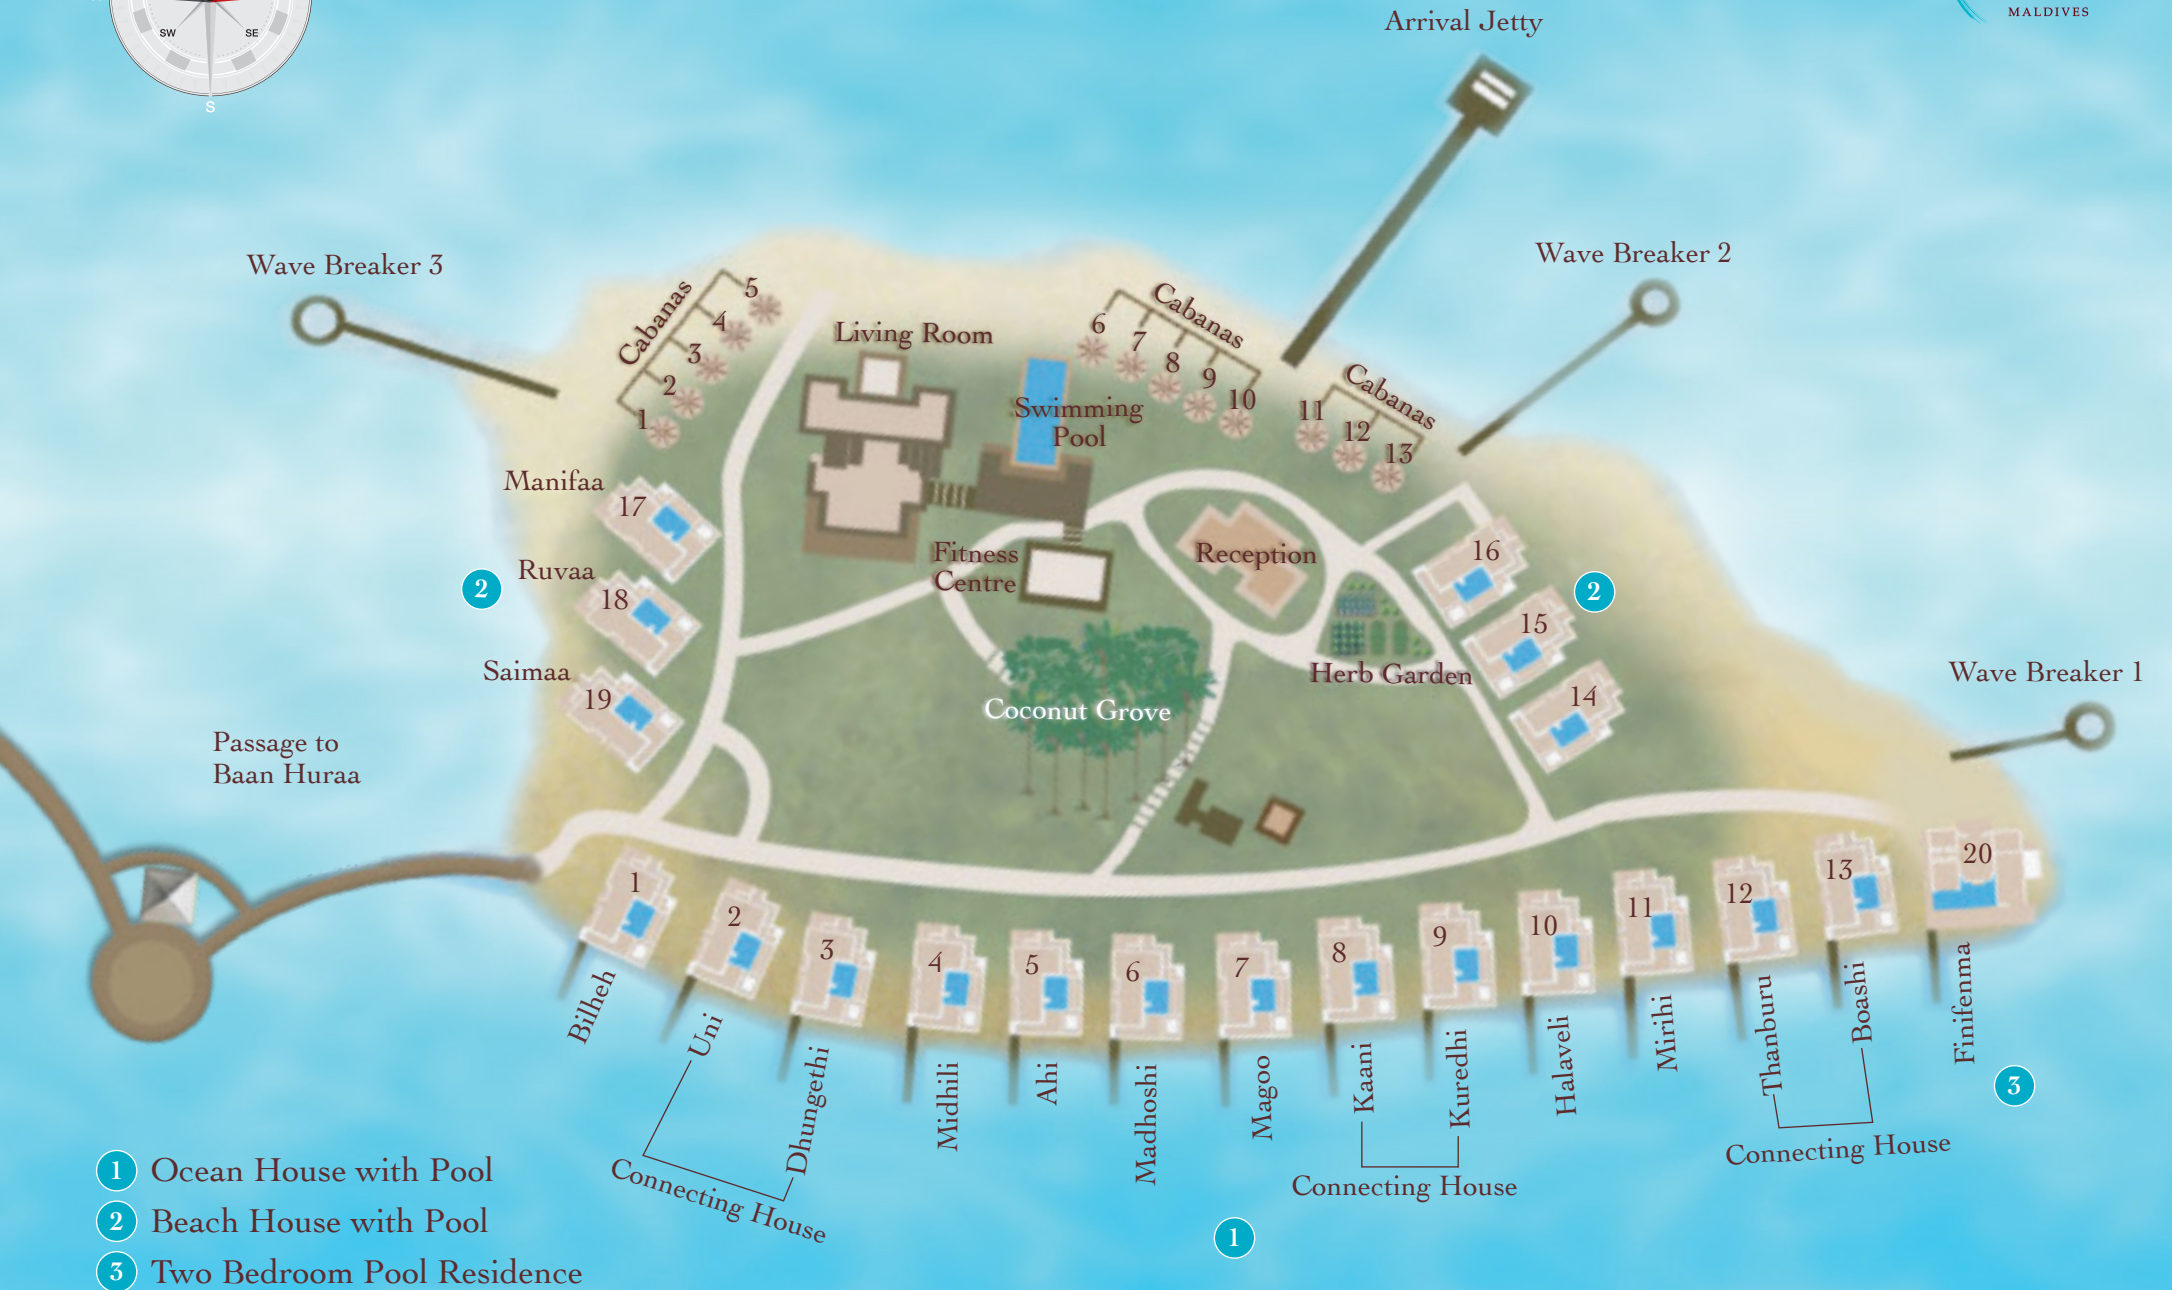 MALDIVES
SW
SE
S
Arrival Jetty
Wave Breaker 3
Wave Breaker 2
Wave Breaker 1
Cabanas
5
4
3
2
1
Living Room
Swimming
Pool
Cabanas
6
7
8
9
10
Cabanas
11
12
13
Manifaa
17
Ruvaa
18
2
Saimaa
19
Fitness
Centre
Reception
Herb Garden
Coconut Grove
16
15
14
2
Passage to
Baan Huraa
1
2
3
4
5
6
7
8
9
10
11
12
13
20
Bilheh
Uni
Dhungethi
Midhili
Ahi
Madhoshi
Magoo
Kaani
Kuredhi
Halaveli
Mirihi
Thanburu
Boashi
Finifenma
3
Connecting House
Connecting House
Connecting House
1
1 Ocean House with Pool
2 Beach House with Pool
3 Two Bedroom Pool Residence